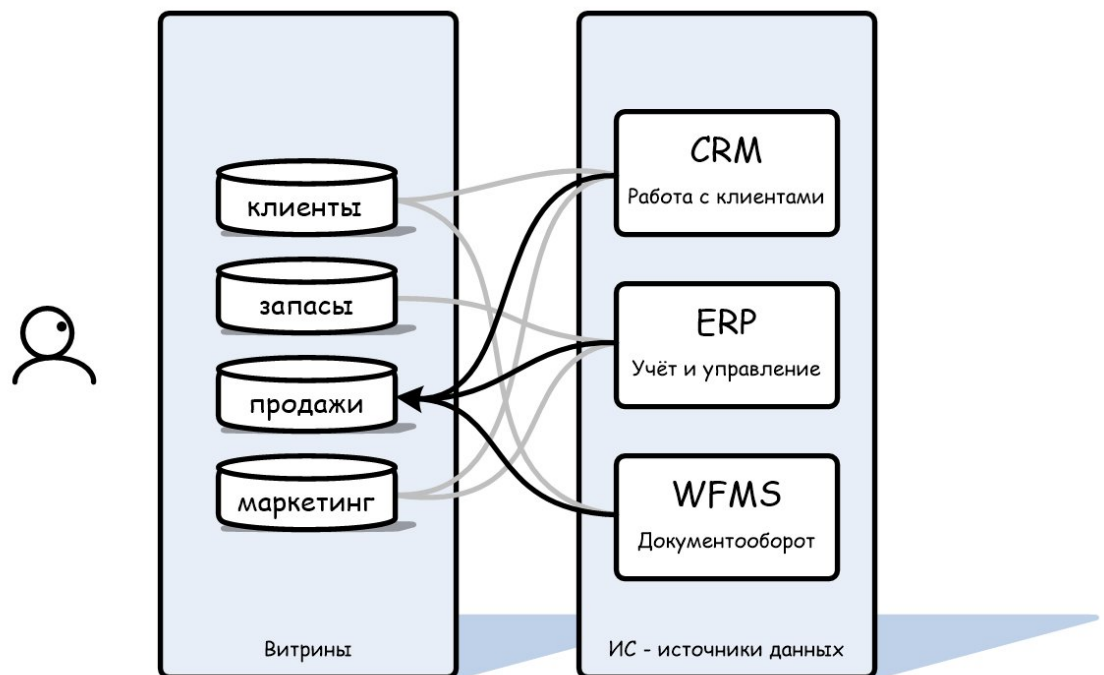 клиенты
запасы
продажи
маркетинг
Витрины
CRM
Работа с клиентами
ERP
Учёт и управление
WFMS
Документооборот
ИС - источники данных